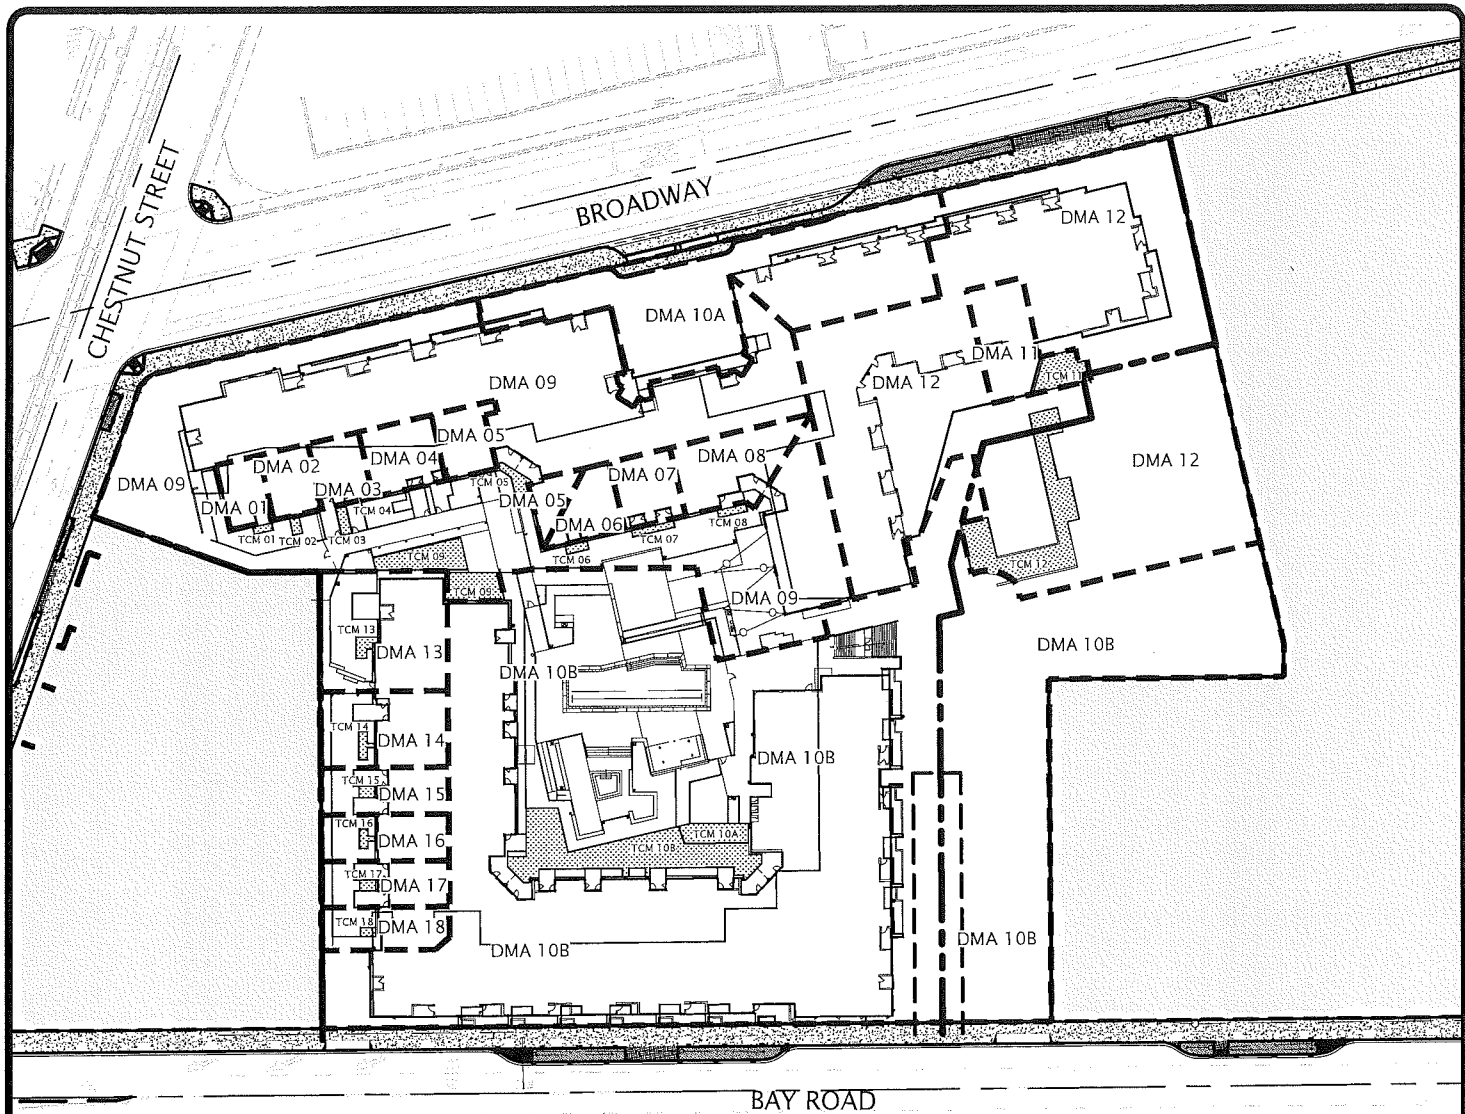 BROADWAY
CHESTNUT STREET
DMA 12
DMA 10A
DMA 11
TCM 11
DMA 09
DMA 12
DMA 05
DMA 04
DMA 02
DMA 08
DMA 12
DMA 07
DMA 09
DMA 03
TCM 05
DMA 05
DMA 01
TCM 04
TCM 08
DMA 06
TCM 01
TCM 02
TCM 03
TCM 07
TCM 09
TCM 06
TCM 12
TCM 09
DMA 09
TCM 13
DMA 13
DMA 10B
DMA 10B
TCM 14
DMA 14
DMA 10B
TCM 15
DMA 15
TCM 16
DMA 16
TCM 10A
TCM 10B
TCM 17
DMA 17
TCM 18
DMA 18
DMA 10B
DMA 10B
BAY ROAD